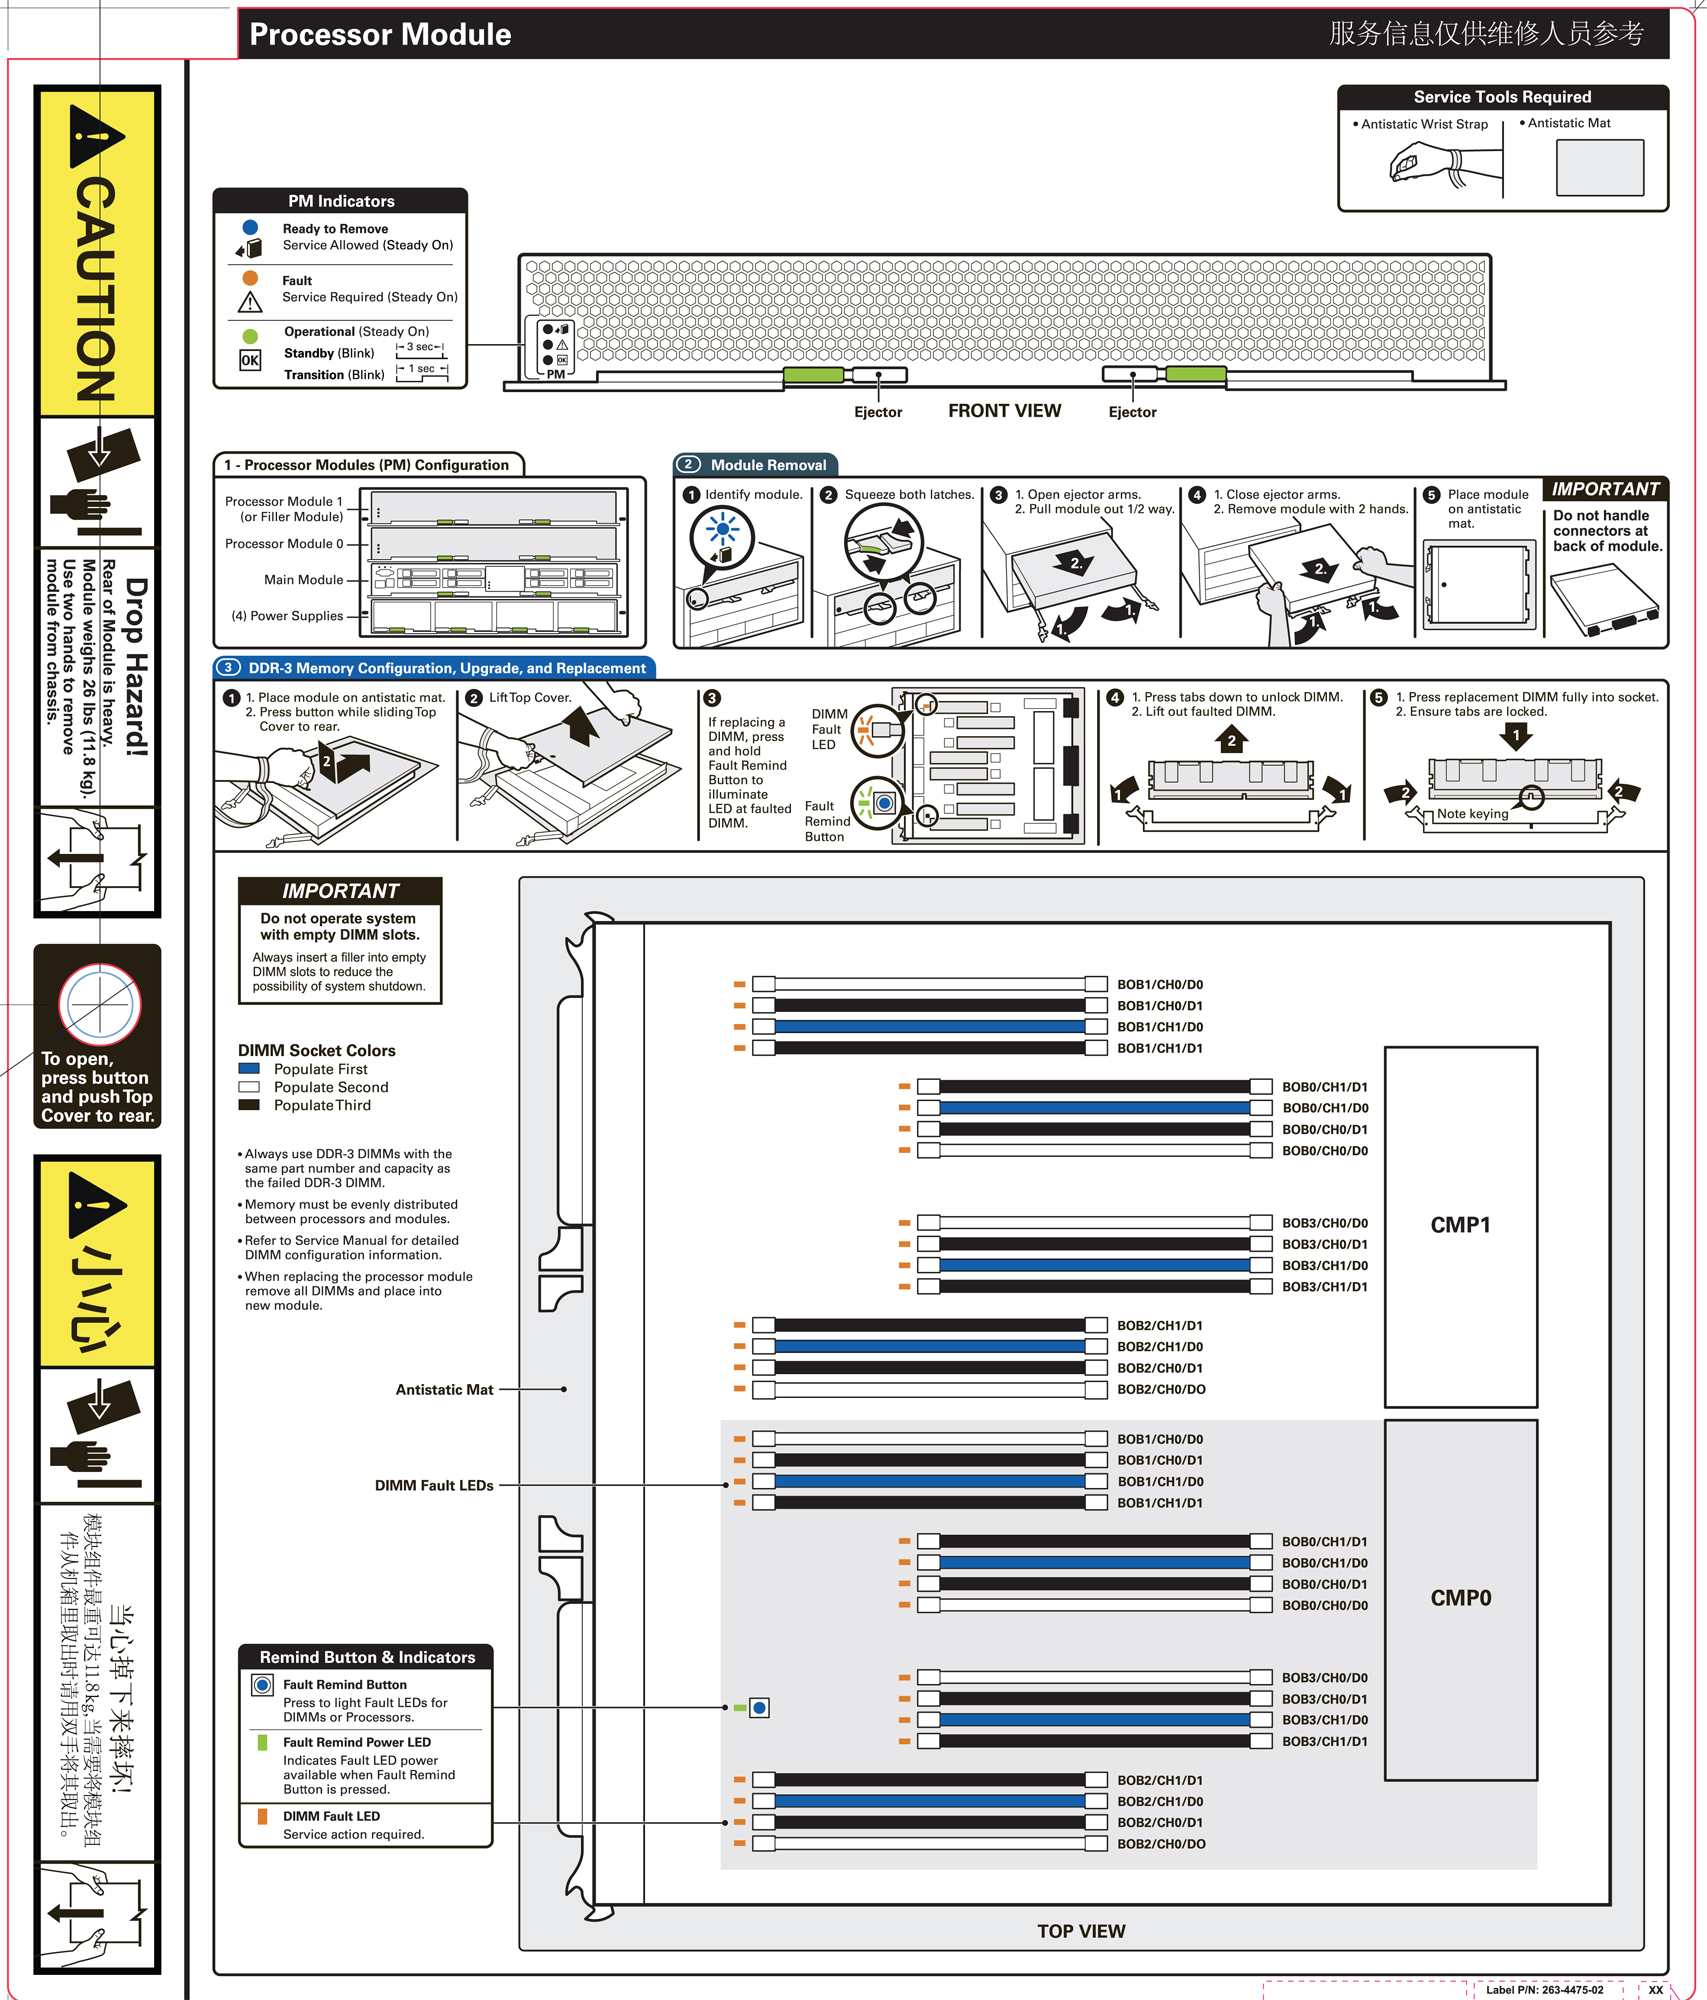 Processor Module
服务信息仅供维修人员参考
Service Tools Required
• Antistatic Wrist Strap
• Antistatic Mat
CAUTION
Drop Hazard!
Rear of Module is heavy.
Module weighs 26 lbs (11.8 kg).
Use two hands to remove
module from chassis.
To open,
press button
and push Top
Cover to rear.
小心
当心掉下来摔坏!
模块组件最重可达11.8kg,当需要将模块组
件从机箱里取出时请用双手将其取出。
PM Indicators
Ready to Remove
Service Allowed (Steady On)
Fault
Service Required (Steady On)
Operational (Steady On)
OK
Standby (Blink)
3 sec
Transition (Blink)
1 sec
OK
PM
Ejector
FRONT VIEW
Ejector
1 - Processor Modules (PM) Configuration
Processor Module 1
(or Filler Module)
Processor Module 0
Main Module
(4) Power Supplies
2 Module Removal
1 Identify module.
2 Squeeze both latches.
3 1. Open ejector arms.
2. Pull module out 1/2 way.
2.
1.
1.
4 1. Close ejector arms.
2. Remove module with 2 hands.
2.
1.
1.
5 Place module
on antistatic
mat.
IMPORTANT
Do not handle
connectors at
back of module.
3 DDR-3 Memory Configuration, Upgrade, and Replacement
1 1. Place module on antistatic mat.
2. Press button while sliding Top
Cover to rear.
2
2 Lift Top Cover.
3
If replacing a
DIMM, press
and hold
Fault Remind
Button to
illuminate
LED at faulted
DIMM.
DIMM
Fault
LED
Fault
Remind
Button
4 1. Press tabs down to unlock DIMM.
2. Lift out faulted DIMM.
2
1
1
5 1. Press replacement DIMM fully into socket.
2. Ensure tabs are locked.
1
2
2
Note keying
IMPORTANT
Do not operate system
with empty DIMM slots.
Always insert a filler into empty
DIMM slots to reduce the
possibility of system shutdown.
DIMM Socket Colors
Populate First
Populate Second
Populate Third
• Always use DDR-3 DIMMs with the
same part number and capacity as
the failed DDR-3 DIMM.
• Memory must be evenly distributed
between processors and modules.
• Refer to Service Manual for detailed
DIMM configuration information.
• When replacing the processor module
remove all DIMMs and place into
new module.
Antistatic Mat
DIMM Fault LEDs
Remind Button & Indicators
Fault Remind Button
Press to light Fault LEDs for
DIMMs or Processors.
Fault Remind Power LED
Indicates Fault LED power
available when Fault Remind
Button is pressed.
DIMM Fault LED
Service action required.
BOB1/CH0/D0
BOB1/CH0/D1
BOB1/CH1/D0
BOB1/CH1/D1
BOB0/CH1/D1
BOB0/CH1/D0
BOB0/CH0/D1
BOB0/CH0/D0
BOB3/CH0/D0
BOB3/CH0/D1
BOB3/CH1/D0
BOB3/CH1/D1
BOB2/CH1/D1
BOB2/CH1/D0
BOB2/CH0/D1
BOB2/CH0/DO
CMP1
BOB1/CH0/D0
BOB1/CH0/D1
BOB1/CH1/D0
BOB1/CH1/D1
BOB0/CH1/D1
BOB0/CH1/D0
BOB0/CH0/D1
BOB0/CH0/D0
BOB3/CH0/D0
BOB3/CH0/D1
BOB3/CH1/D0
BOB3/CH1/D1
BOB2/CH1/D1
BOB2/CH1/D0
BOB2/CH0/D1
BOB2/CH0/DO
CMP0
TOP VIEW
Label P/N: 263-4475-02
XX